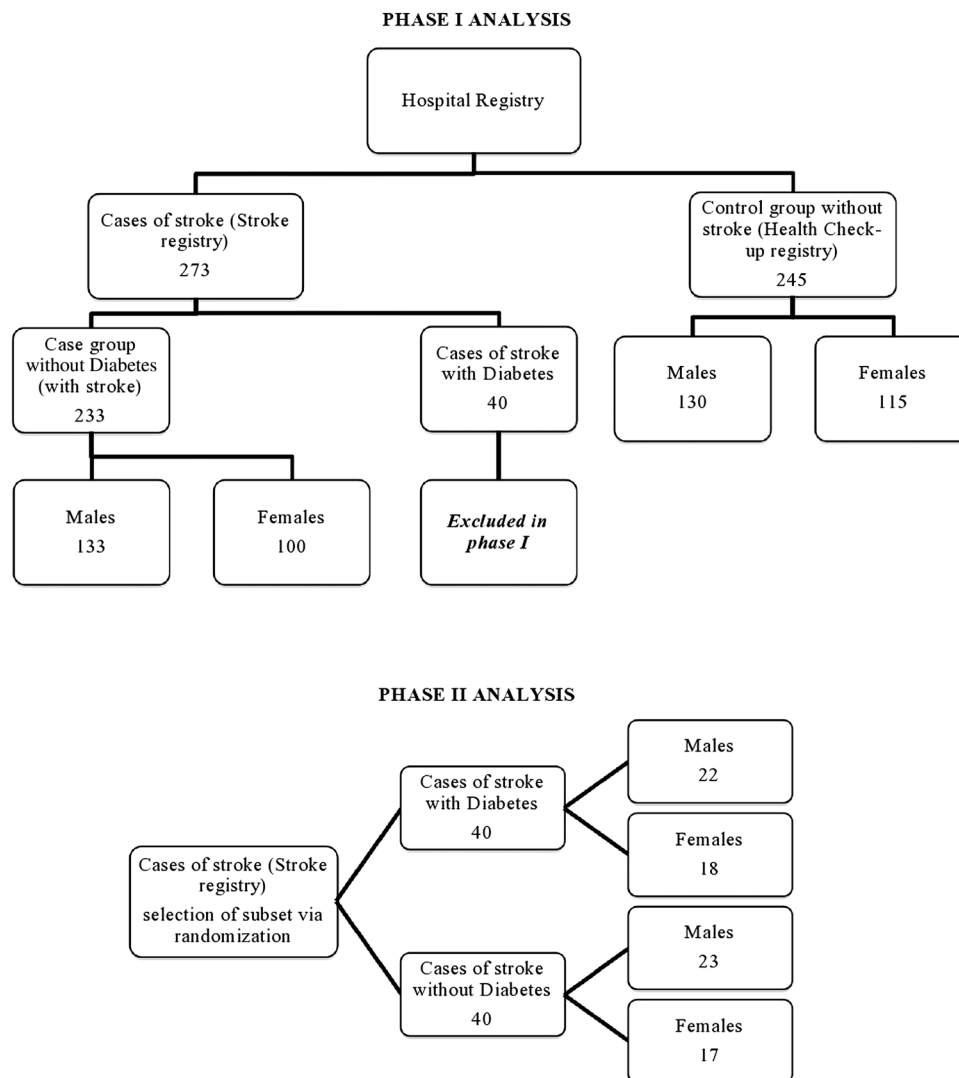 PHASE I ANALYSIS
Hospital Registry
Cases of stroke (Stroke
registry)
273
Control group without
stroke (Health Check-
up registry)
245
Case group
without Diabetes
(with stroke)
233
Cases of stroke
with Diabetes
40
Males
130
Females
115
Males
133
Females
100
Excluded in
phase I
PHASE II ANALYSIS
Cases of stroke (Stroke
registry)
selection of subset via
randomization
Cases of stroke
with Diabetes
40
Males
22
Females
18
Cases of stroke
without Diabetes
40
Males
23
Females
17